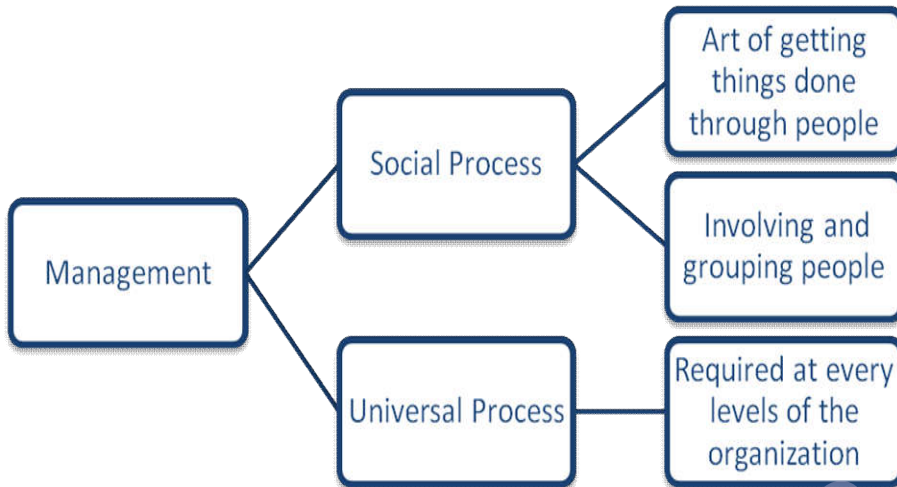 Management
Social Process
Art of getting
things done
through people
Involving and
grouping people
Universal Process
Required at every
levels of the
organization